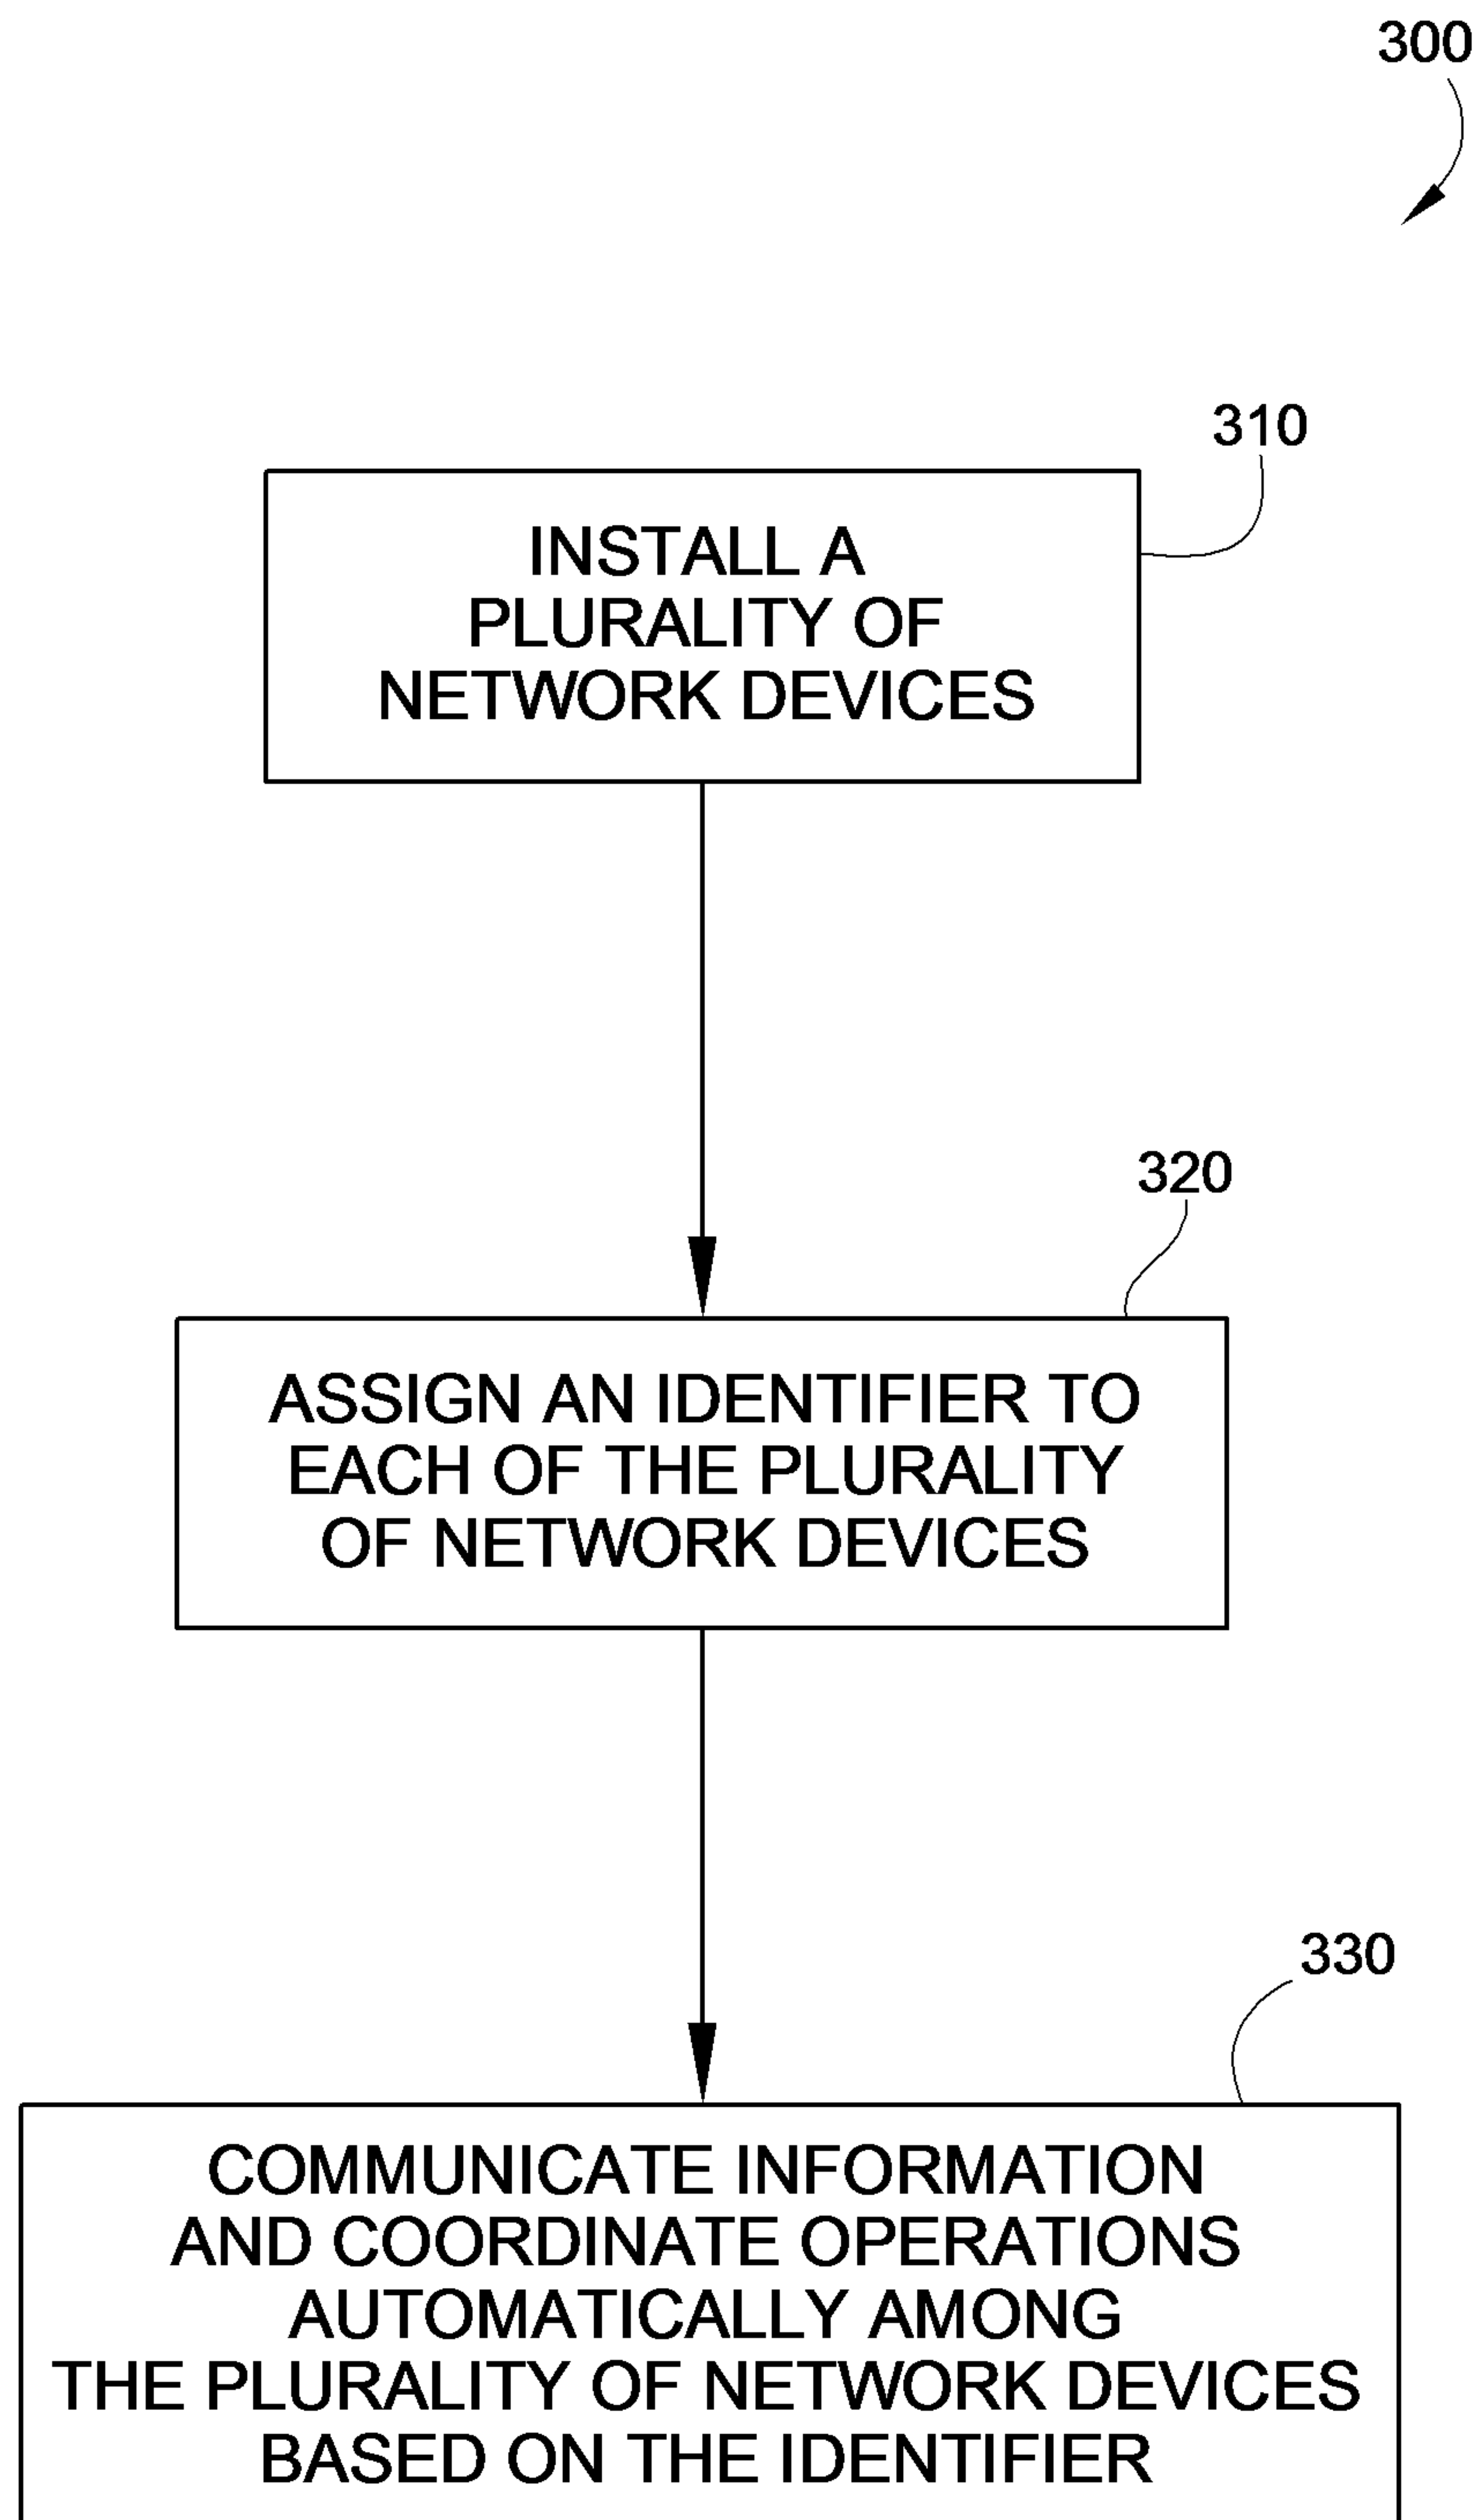 300
310
INSTALL A
PLURALITY OF
NETWORK DEVICES
320
ASSIGN AN IDENTIFIER TO
EACH OF THE PLURALITY
OF NETWORK DEVICES
330
COMMUNICATE INFORMATION
AND COORDINATE OPERATIONS
AUTOMATICALLY AMONG
THE PLURALITY OF NETWORK DEVICES
BASED ON THE IDENTIFIER